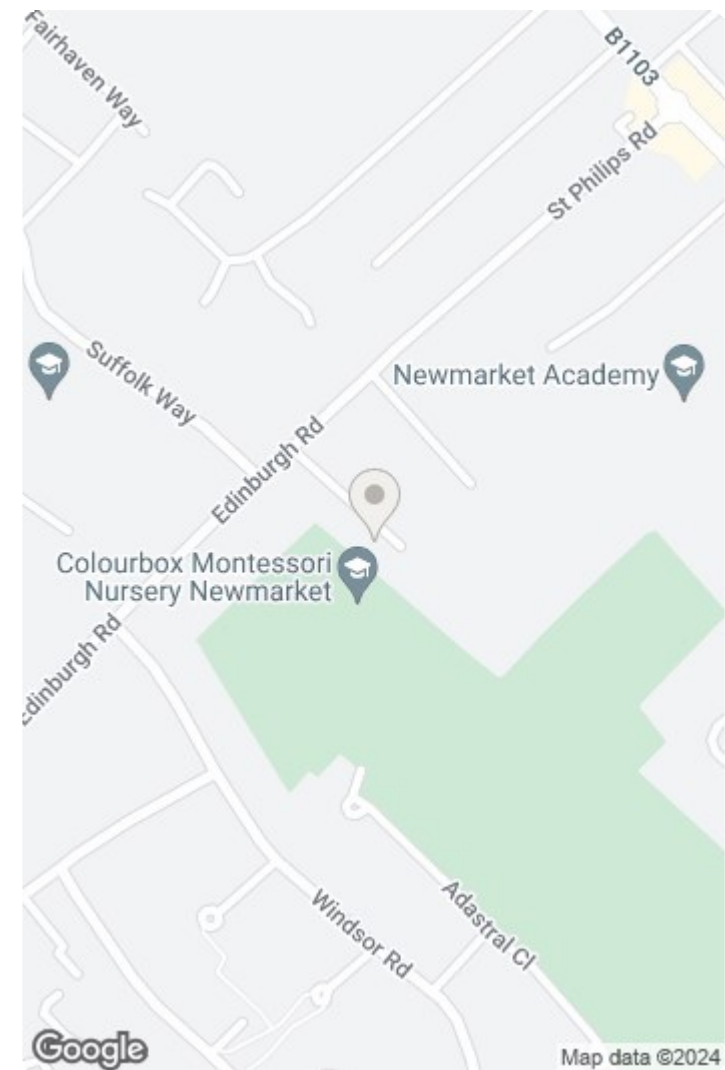 Fairhaven Way
B1103
St Philips Rd
Suffolk Way
Newmarket Academy
Edinburgh Rd
Colourbox Montessori
Nursery Newmarket
Edinburgh Rd
Windsor Rd
Adastral Cl
Google
Map data ©2024